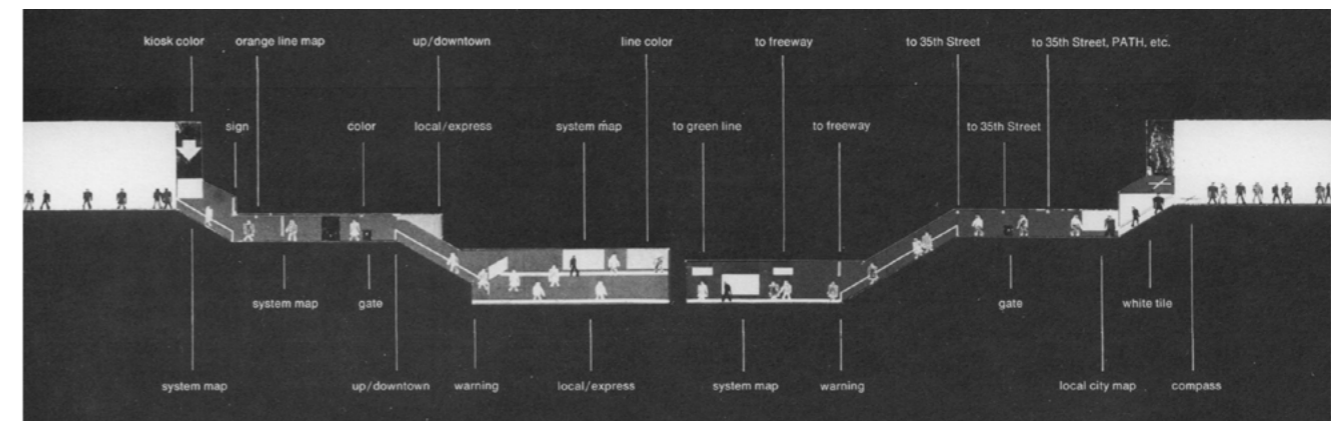 kiosk color
orange line map
up/downtown
line color
to freeway
to 35th Street
to 35th Street, PATH, etc.
sign
color
local/express
system map
to green line
to freeway
to 35th Street
system map
gate
gate
white tile
system map
up/downtown
warning
local/express
system map
warning
local city map
compass